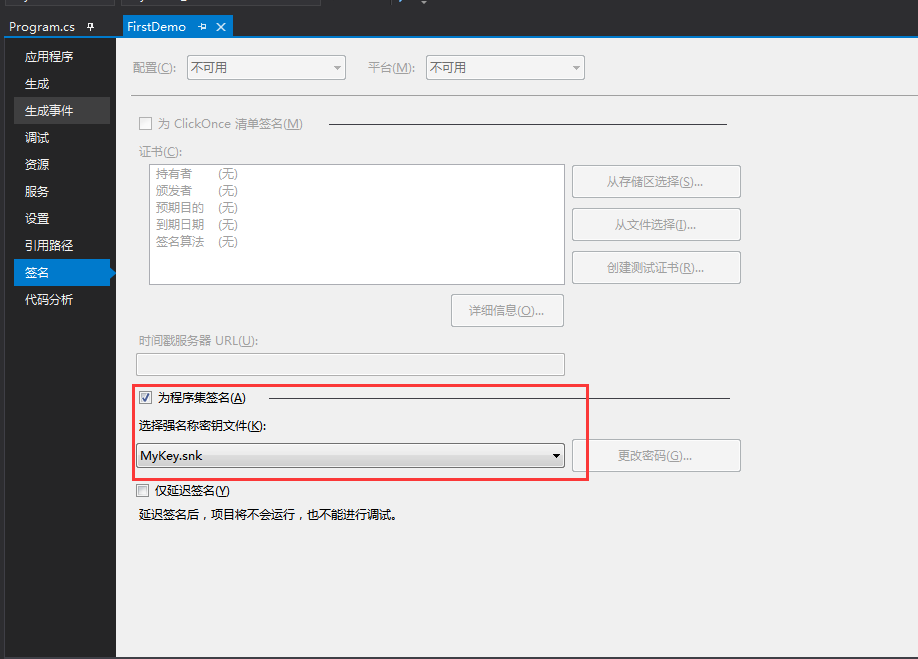 Program.cs
FirstDemo
应用程序
生成
生成事件
调试
资源
服务
设置
引用路径
签名
代码分析
配置(C): 不可用 平台(M): 不可用
为 ClickOnce 清单签名(M)
证书(C):
持有者 (无)
颁发者 (无)
预期目的 (无)
到期日期 (无)
签名算法 (无)
从存储区选择(S)...
从文件选择(I)...
创建测试证书(R)...
详细信息(O)...
时间戳服务器 URL(U):
为程序集签名(A)
选择强名称密钥文件(K):
MyKey.snk
更改密码(G)...
仅延迟签名(Y)
延迟签名后，项目将不会运行，也不能进行调试。